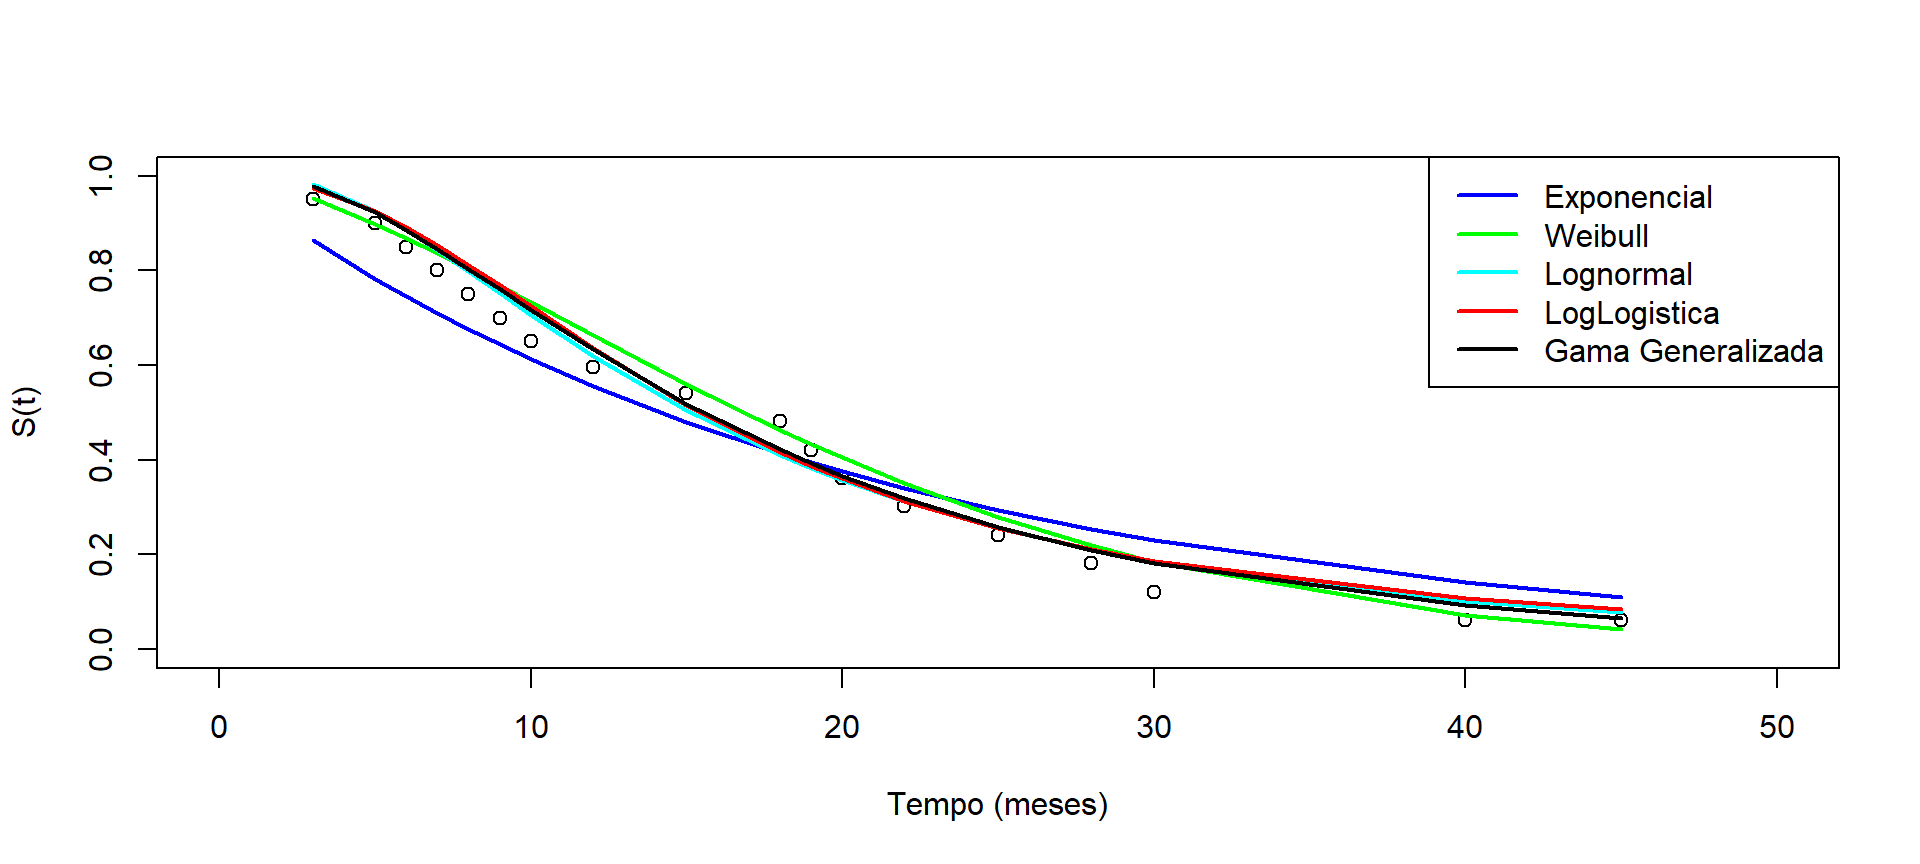 S(t)
1.0
0.8
0.6
0.4
0.2
0.0
Exponencial
Weibull
Lognormal
LogLogistica
Gama Generalizada
0 10 20 30 40 50
Tempo (meses)